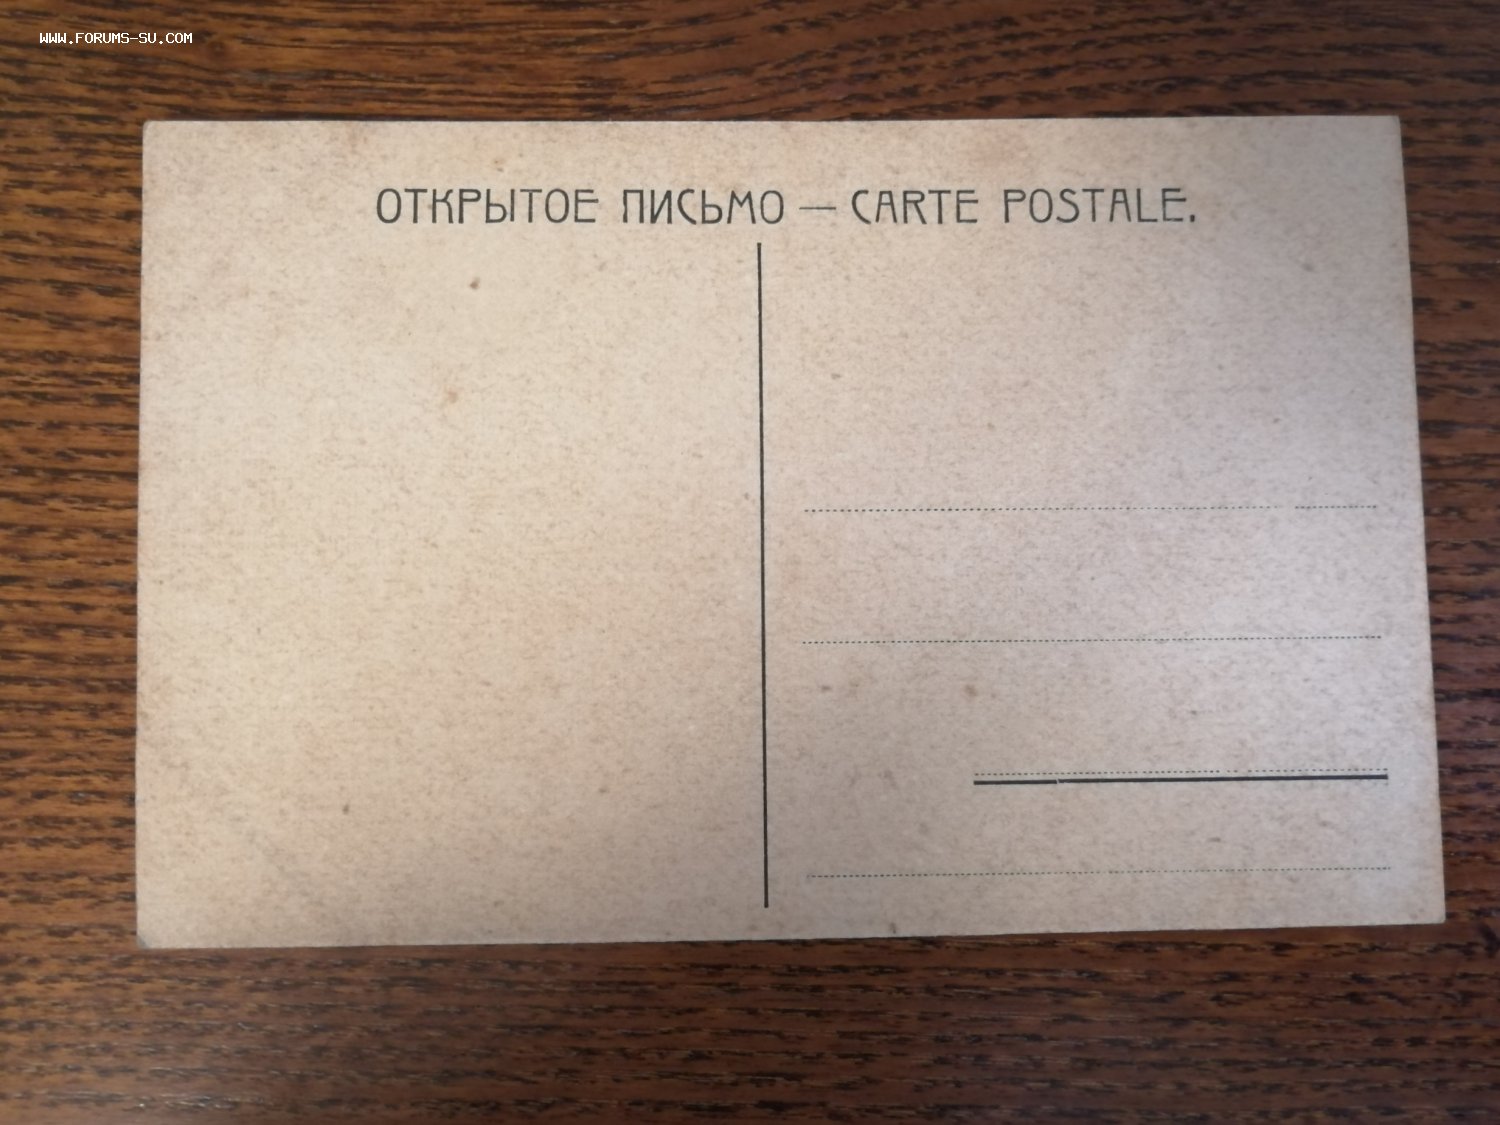 WWW.FORUMS-SU.COM
ОТКРЫТОЕ ПИСЬМО — CARTE POSTALE.